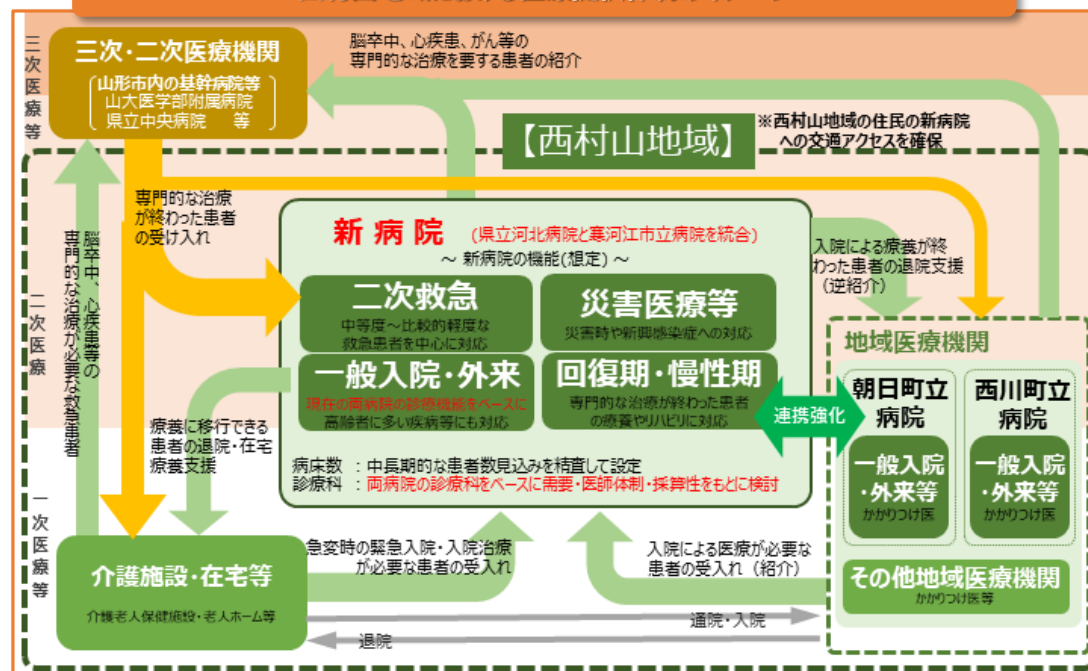 三次医療等
二次医療
一次医療等
三次・二次医療機関
山形市内の基幹病院等
山大医学部附属病院
県立中央病院　等
脳卒中、心疾患、がん等の
専門的な治療を要する患者の紹介
【西村山地域】
※西村山地域の住民の新病院
への交通アクセスを確保
専門的な治療
が終わった患者
の受け入れ
脳卒中、心疾患等の
専門的な治療が必要な救急患者
新病院 (県立河北病院と寒河江市立病院を統合)
～ 新病院の機能(想定) ～
二次救急
中等度～比較的軽度な
救急患者を中心に対応
災害医療等
災害時や新興感染症への対応
一般入院・外来
現在の両病院の診療機能をベースに
高齢者に多い疾病等にも対応
回復期・慢性期
専門的な治療が終わった患者
の療養やリハビリに対応
病床数 ：中長期的な患者数見込みを精査して設定
診療科 ：両病院の診療科をベースに需要・医師体制・採算性をもとに検討
入院による療養が終
わった患者の退院支援
（逆紹介）
連携強化
地域医療機関
朝日町立
病院
一般入院
・外来等
かかりつけ医
西川町立
病院
一般入院
・外来等
かかりつけ医
その他地域医療機関
かかりつけ医等
療養に移行できる
患者の退院・在宅
療養支援
介護施設・在宅等
介護老人保健施設・老人ホーム等
急変時の緊急入院・入院治療
が必要な患者の受入れ
入院による医療が必要な
患者の受入れ（紹介）
通院・入院
退院